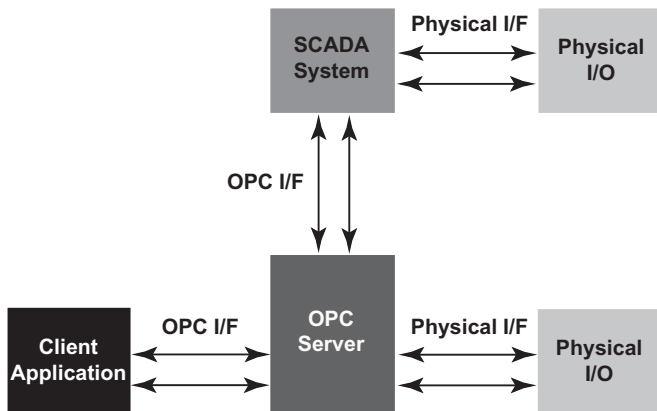 SCADA
System
Physical I/F
Physical
I/O
OPC I/F
Client
Application
OPC I/F
OPC
Server
Physical I/F
Physical
I/O